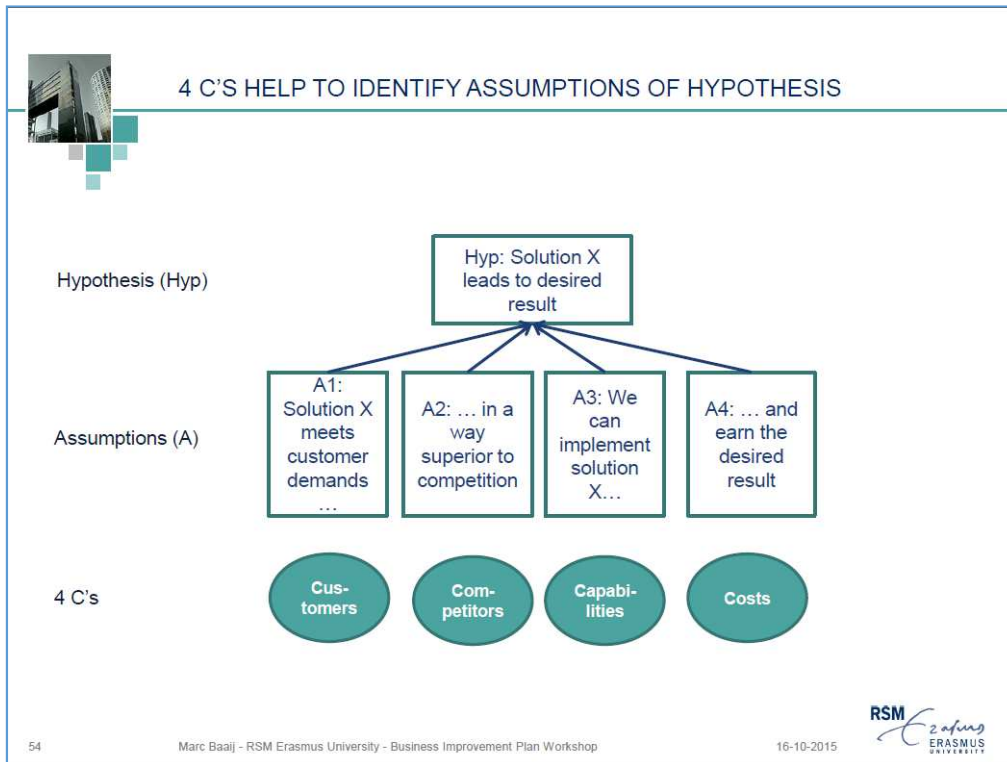 4 C'S HELP TO IDENTIFY ASSUMPTIONS OF HYPOTHESIS
Hypothesis (Hyp)
Hyp: Solution X
leads to desired
result
Assumptions (A)
A1:
Solution X
meets
customer
demands
…
A2: … in a
way
superior to
competition
A3: We
can
implement
solution
X…
A4: … and
earn the
desired
result
4 C's
Cus-
tomers
Com-
petitors
Capabi-
lities
Costs
54
Marc Baaij - RSM Erasmus University - Business Improvement Plan Workshop
16-10-2015
RSM
Erasmus
ERASMUS
UNIVERSITY